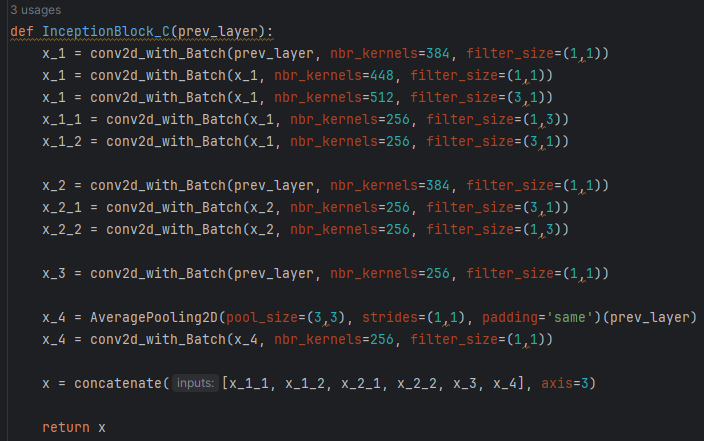 3 usages
def InceptionBlock_C(prev_layer):
    x_1 = conv2d_with_Batch(prev_layer, nbr_kernels=384, filter_size=(1,1))
    x_1 = conv2d_with_Batch(x_1, nbr_kernels=448, filter_size=(1,1))
    x_1 = conv2d_with_Batch(x_1, nbr_kernels=512, filter_size=(3,1))
    x_1_1 = conv2d_with_Batch(x_1, nbr_kernels=256, filter_size=(1,3))
    x_1_2 = conv2d_with_Batch(x_1, nbr_kernels=256, filter_size=(3,1))

    x_2 = conv2d_with_Batch(prev_layer, nbr_kernels=384, filter_size=(1,1))
    x_2_1 = conv2d_with_Batch(x_2, nbr_kernels=256, filter_size=(3,1))
    x_2_2 = conv2d_with_Batch(x_2, nbr_kernels=256, filter_size=(1,3))

    x_3 = conv2d_with_Batch(prev_layer, nbr_kernels=256, filter_size=(1,1))

    x_4 = AveragePooling2D(pool_size=(3,3), strides=(1,1), padding='same')(prev_layer)
    x_4 = conv2d_with_Batch(x_4, nbr_kernels=256, filter_size=(1,1))

    x = concatenate( inputs: [x_1_1, x_1_2, x_2_1, x_2_2, x_3, x_4], axis=3)

    return x